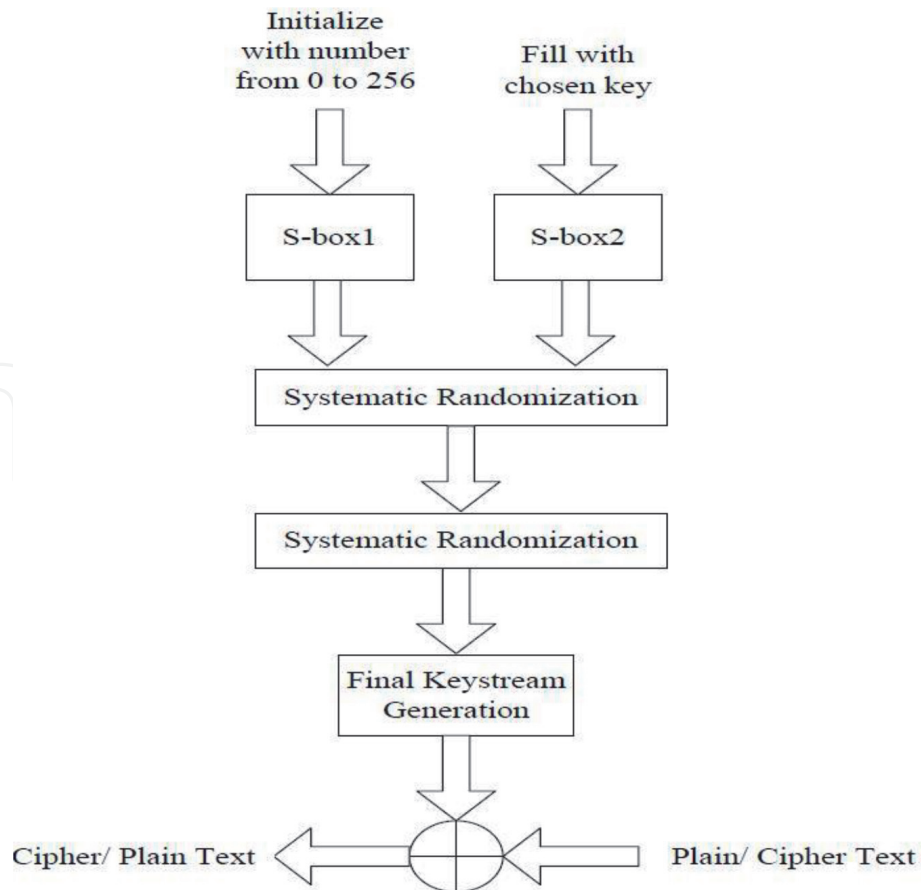 Initialize
with number
from 0 to 256
Fill with
chosen key
S-box1
S-box2
Systematic Randomization
Systematic Randomization
Final Keystream
Generation
Cipher/ Plain Text
Plain/ Cipher Text